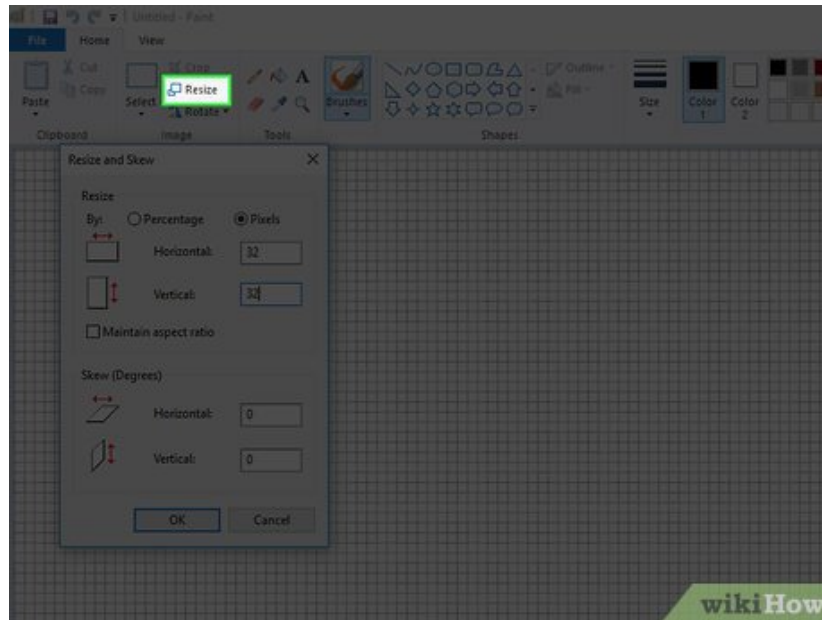 Untitled - Paint
File Home View
Cut
Crop
Outline
Paste
Copy
Select
Resize
Brushes
Fill
Size
Color 1
Color 2
Rotate
Clipboard Image Tools Shapes
Resize and Skew
Resize
By: Percentage Pixels
Horizontal: 32
Vertical: 32
Maintain aspect ratio
Skew (Degrees)
Horizontal: 0
Vertical: 0
OK Cancel
wikiHow